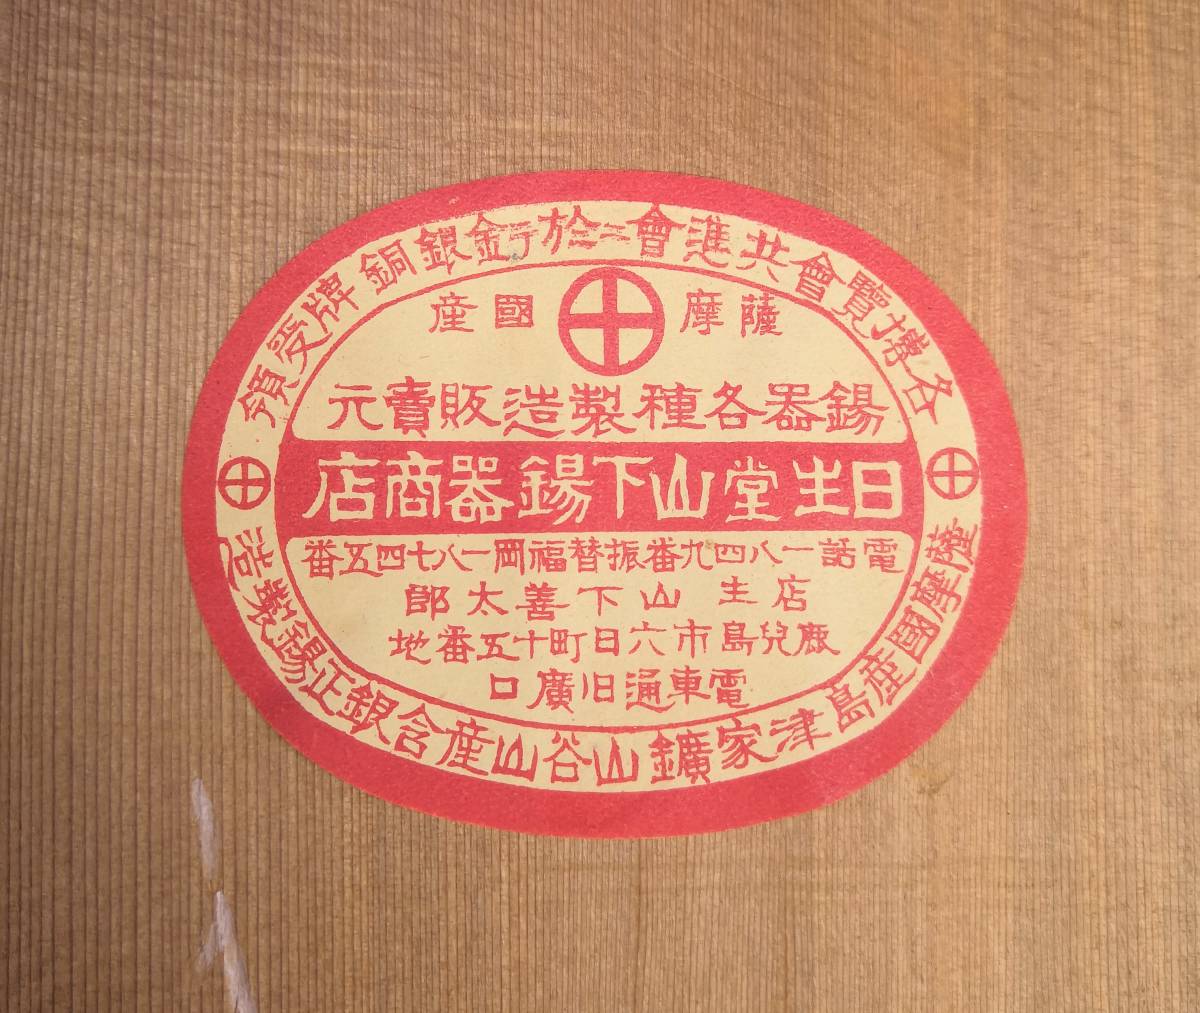 各博覽會共進會ニ於テ金銀銅牌受領
薩摩國産
錫器各種製造販賣元
日生堂山下錫器商店
電話一八四九番振替福岡一八七四五番
店主山下善太郎
鹿兒島市六日町十五番地
電車通旧廣口
薩摩國産島津家鑛山谷山産含銀正錫製造